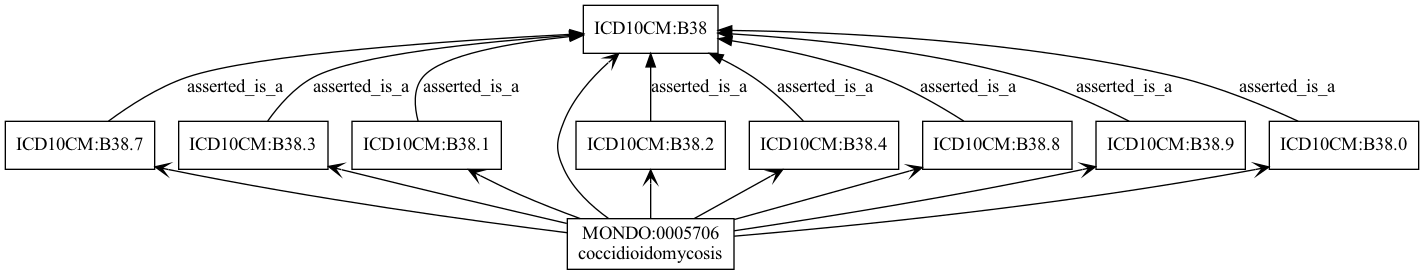 ICD10CM:B38
asserted_is_a asserted_is_a asserted_is_a asserted_is_a asserted_is_a asserted_is_a asserted_is_a asserted_is_a
ICD10CM:B38.7 ICD10CM:B38.3 ICD10CM:B38.1 ICD10CM:B38.2 ICD10CM:B38.4 ICD10CM:B38.8 ICD10CM:B38.9 ICD10CM:B38.0
MONDO:0005706
coccidioidomycosis